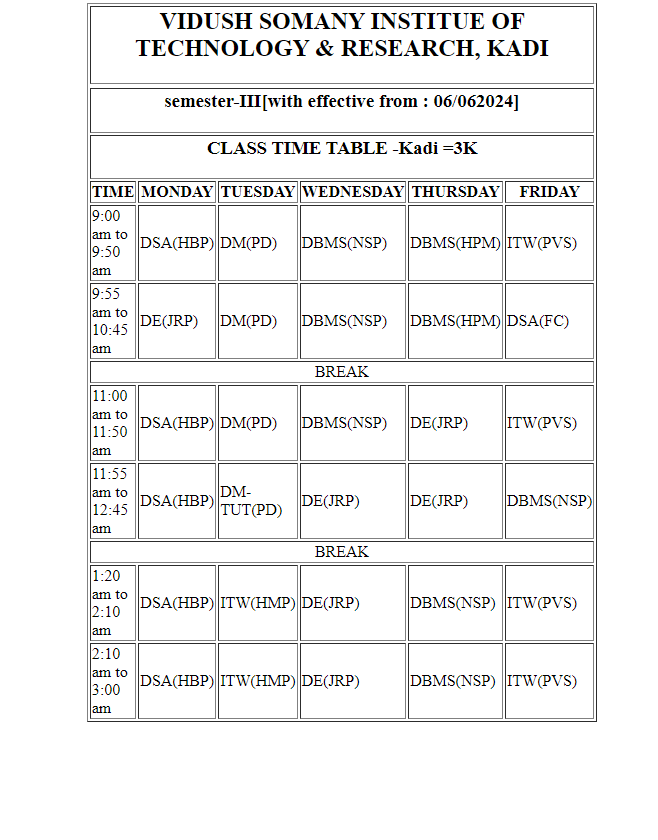 VIDUSH SOMANY INSTITUE OF
TECHNOLOGY & RESEARCH, KADI
semester-III[with effective from : 06/062024]
CLASS TIME TABLE -Kadi =3K
TIME MONDAY TUESDAY WEDNESDAY THURSDAY FRIDAY
9:00 am to 9:50 am DSA(HBP) DM(PD) DBMS(NSP) DBMS(HPM) ITW(PVS)
9:55 am to 10:45 am DE(JRP) DM(PD) DBMS(NSP) DBMS(HPM) DSA(FC)
BREAK
11:00 am to 11:50 am DSA(HBP) DM(PD) DBMS(NSP) DE(JRP) ITW(PVS)
11:55 am to 12:45 am DSA(HBP) DM-TUT(PD) DE(JRP) DE(JRP) DBMS(NSP)
BREAK
1:20 am to 2:10 am DSA(HBP) ITW(HMP) DE(JRP) DBMS(NSP) ITW(PVS)
2:10 am to 3:00 am DSA(HBP) ITW(HMP) DE(JRP) DBMS(NSP) ITW(PVS)